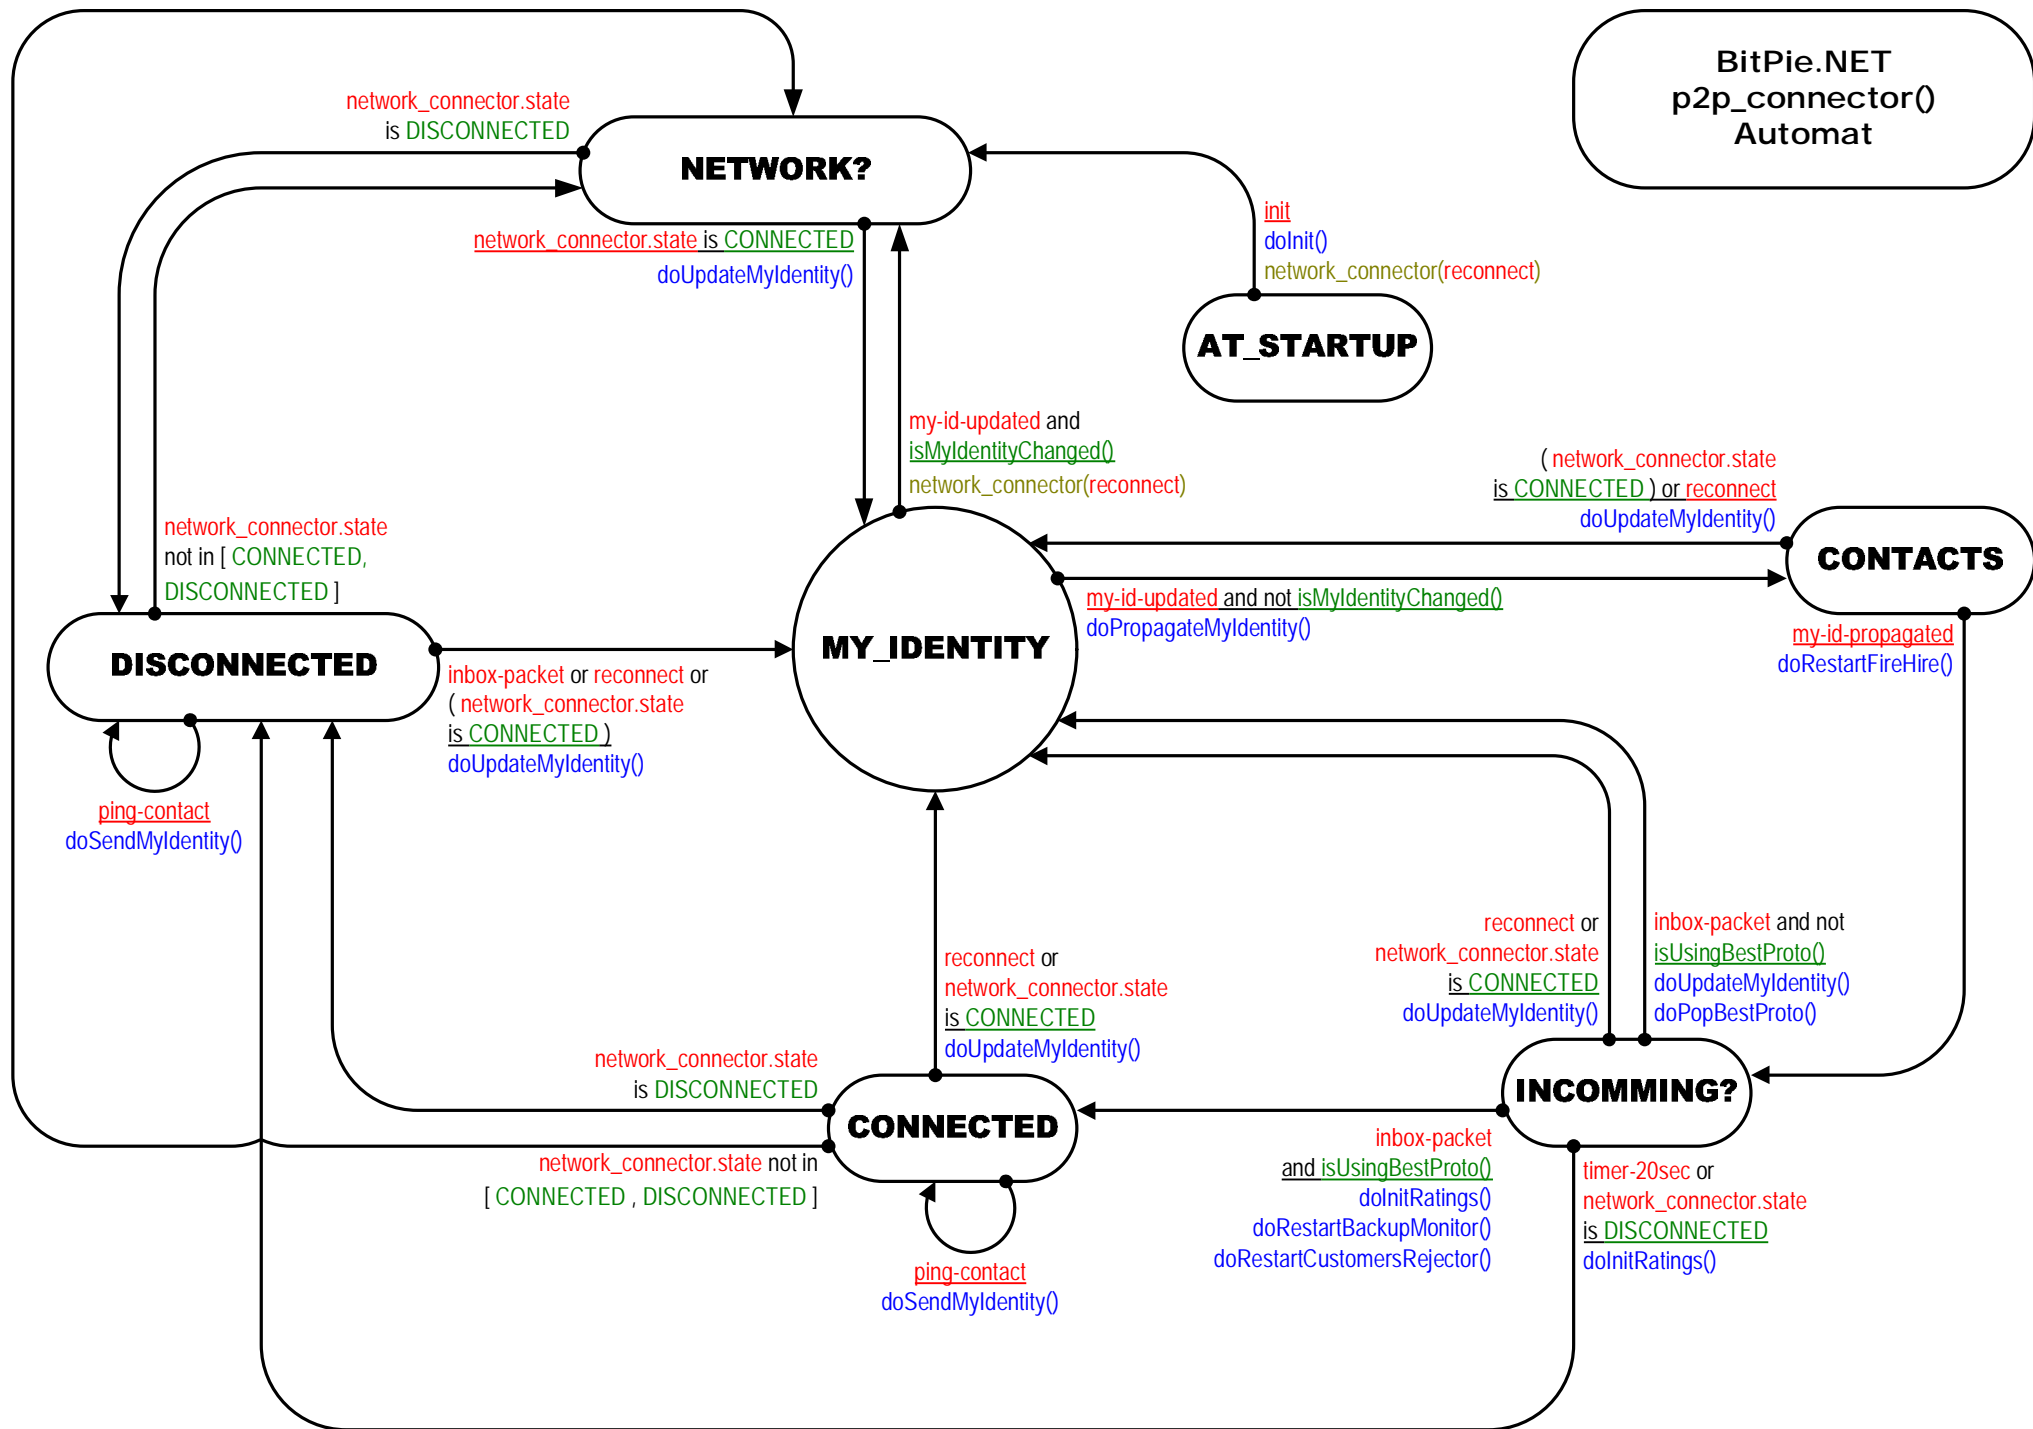 BitPie.NET
p2p_connector()
Automat
network_connector.state
is DISCONNECTED
NETWORK?
network_connector.state is CONNECTED
doUpdateMyIdentity()
init
doInit()
network_connector(reconnect)
AT_STARTUP
my-id-updated and
isMyIdentityChanged()
network_connector(reconnect)
( network_connector.state
is CONNECTED ) or reconnect
doUpdateMyIdentity()
CONTACTS
network_connector.state
not in [ CONNECTED,
DISCONNECTED ]
my-id-updated and not isMyIdentityChanged()
doPropagateMyIdentity()
MY_IDENTITY
DISCONNECTED
inbox-packet or reconnect or
( network_connector.state
is CONNECTED )
doUpdateMyIdentity()
my-id-propagated
doRestartFireHire()
ping-contact
doSendMyIdentity()
reconnect or
network_connector.state
is CONNECTED
doUpdateMyIdentity()
reconnect or
network_connector.state
is CONNECTED
doUpdateMyIdentity()
inbox-packet and not
isUsingBestProto()
doUpdateMyIdentity()
doPopBestProto()
network_connector.state
is DISCONNECTED
CONNECTED
INCOMMING?
network_connector.state not in
[ CONNECTED , DISCONNECTED ]
inbox-packet
and isUsingBestProto()
doInitRatings()
doRestartBackupMonitor()
doRestartCustomersRejector()
timer-20sec or
network_connector.state
is DISCONNECTED
doInitRatings()
ping-contact
doSendMyIdentity()